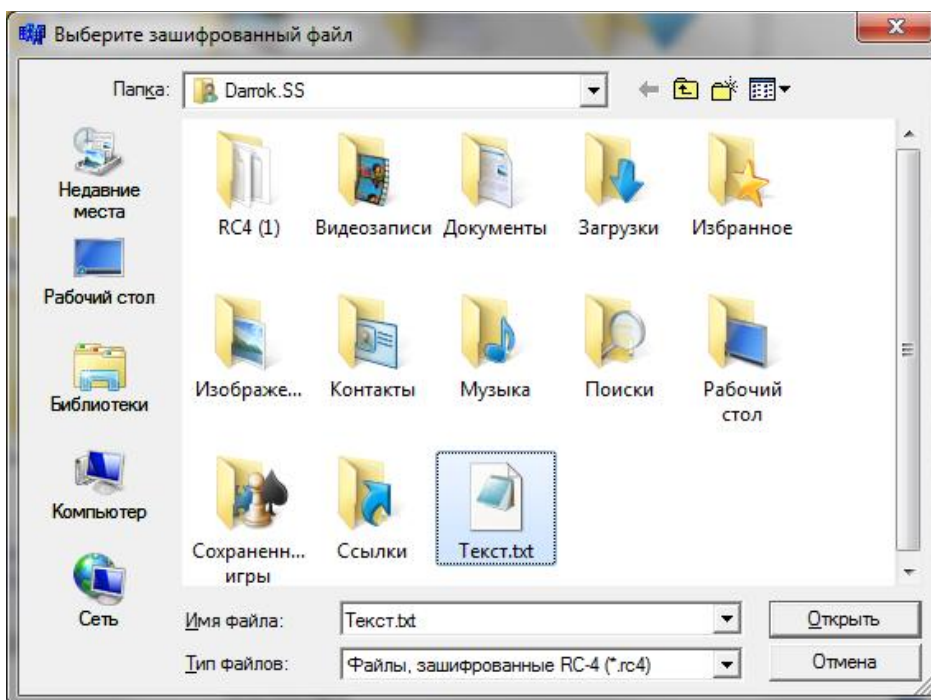 Выберите зашифрованный файл
Папка:
Darrok.SS
Недавние
места
Рабочий стол
Библиотеки
Компьютер
Сеть
RC4 (1)
Видеозаписи
Документы
Загрузки
Избранное
Изображе...
Контакты
Музыка
Поиски
Рабочий
стол
Сохраненн...
игры
Ссылки
Текст.txt
Имя файла:
Текст.txt
Открыть
Тип файлов:
Файлы, зашифрованные RC-4 (*.rc4)
Отмена